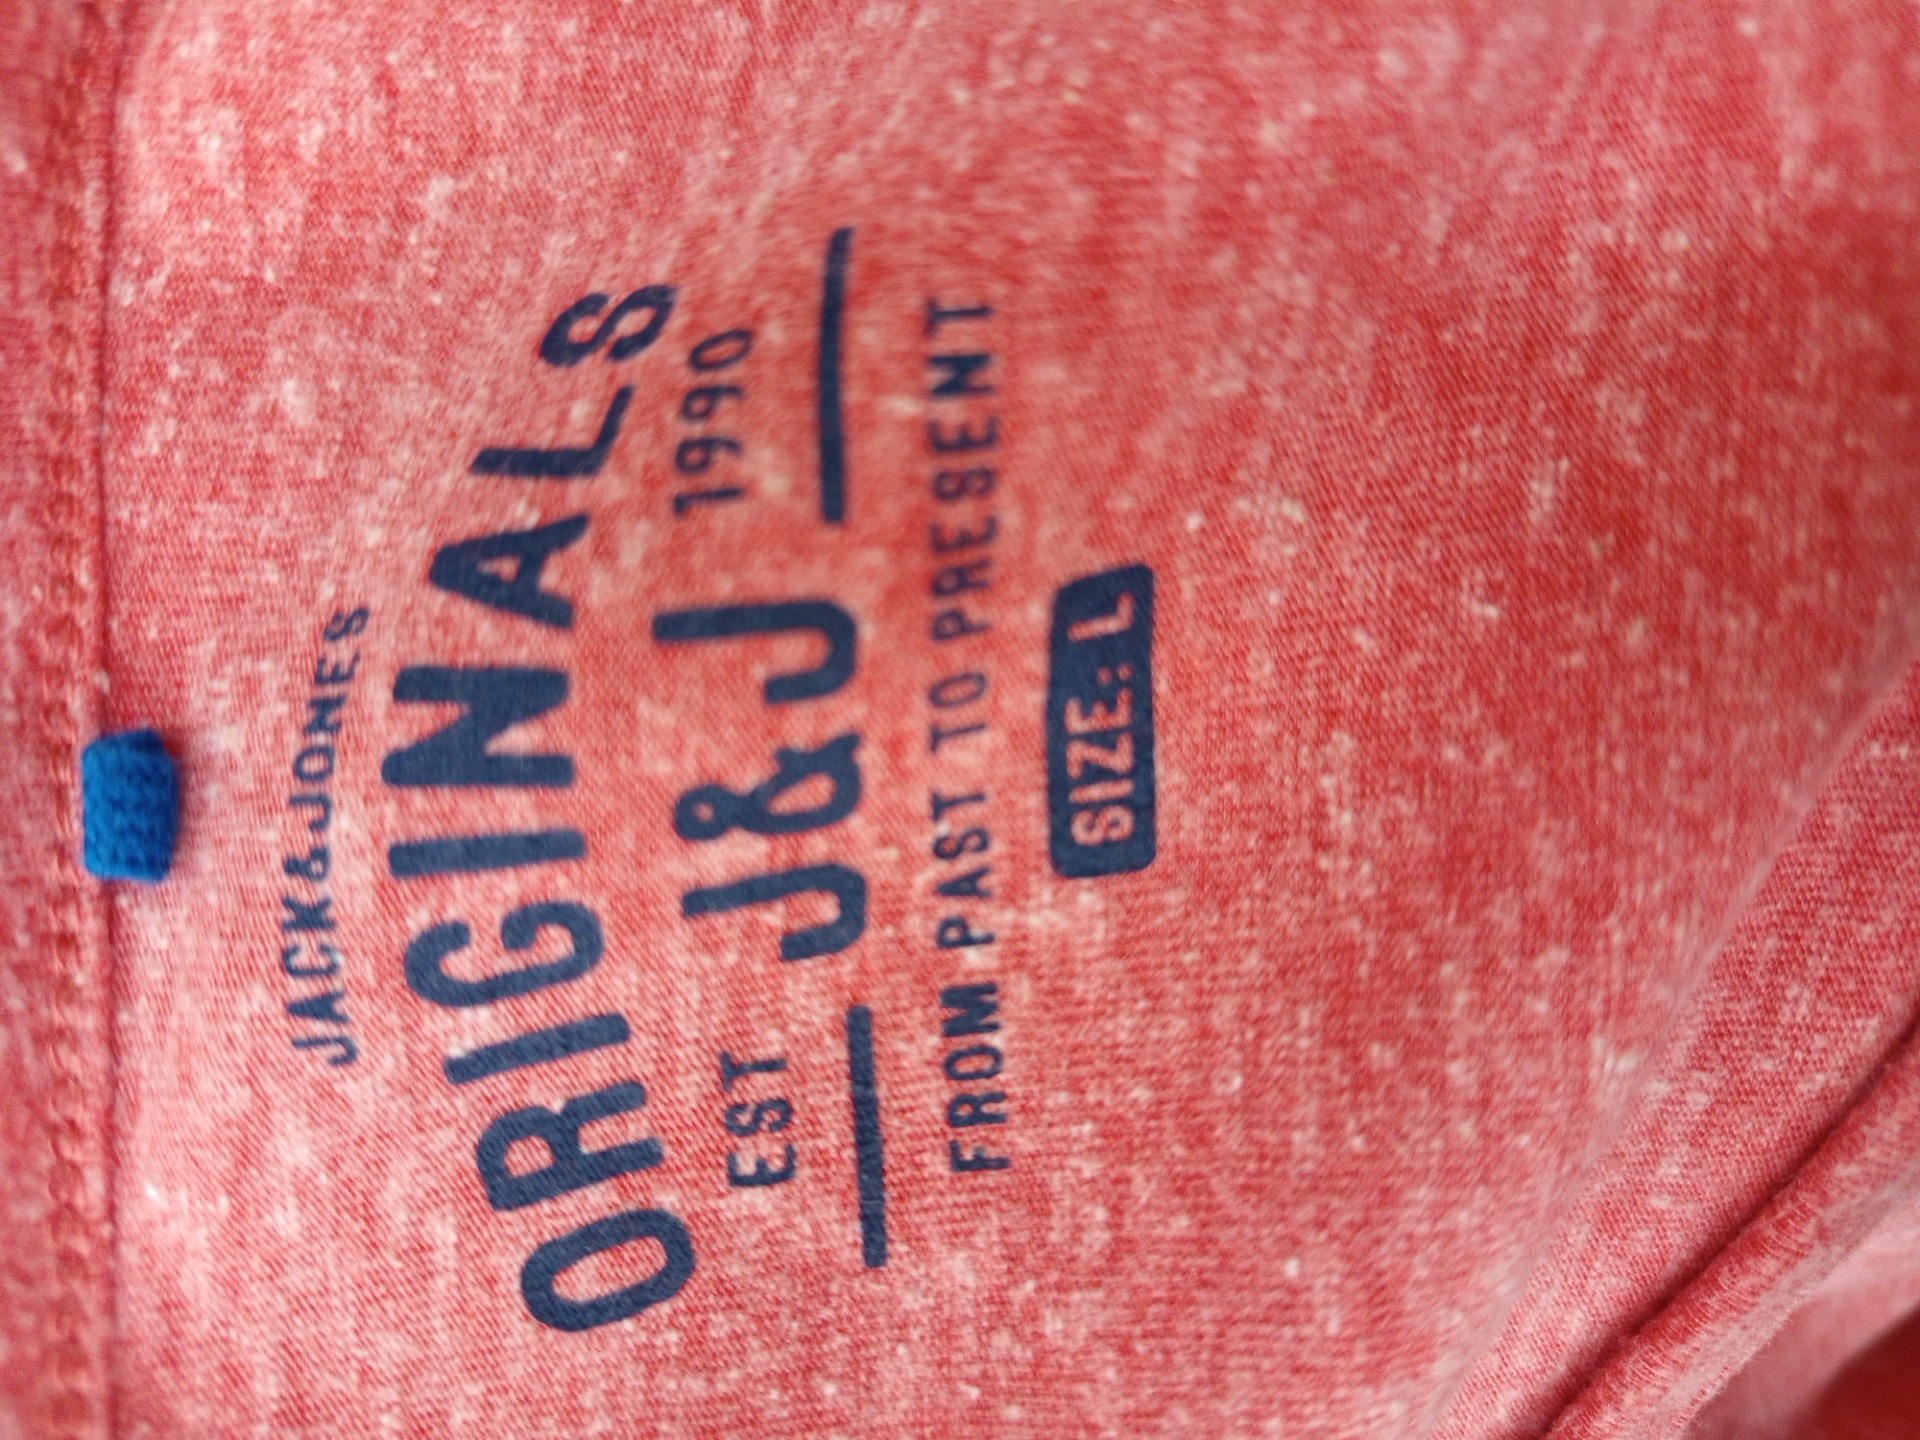 JACK&JONES
ORIGINALS
EST J&J 1990
FROM PAST TO PRESENT
SIZE: L